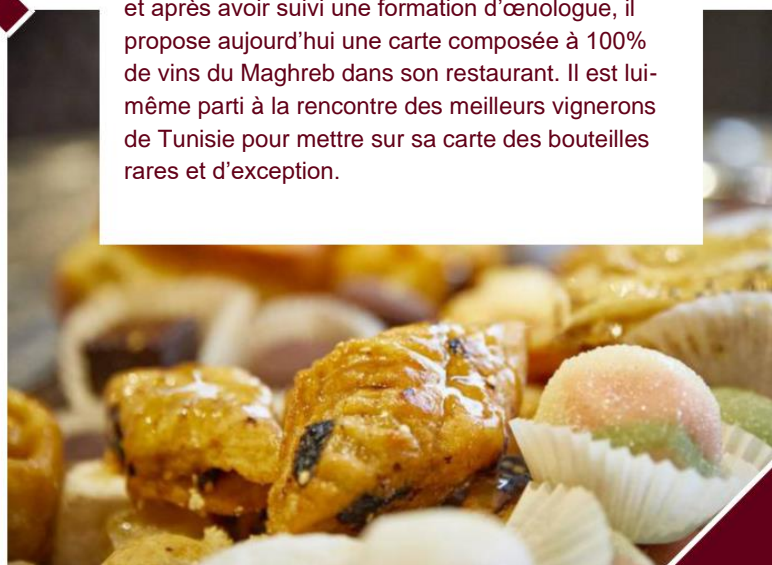 et après avoir suivi une formation d’œnologue, il
propose aujourd’hui une carte composée à 100%
de vins du Maghreb dans son restaurant. Il est lui-
même parti à la rencontre des meilleurs vignerons
de Tunisie pour mettre sur sa carte des bouteilles
rares et d’exception.